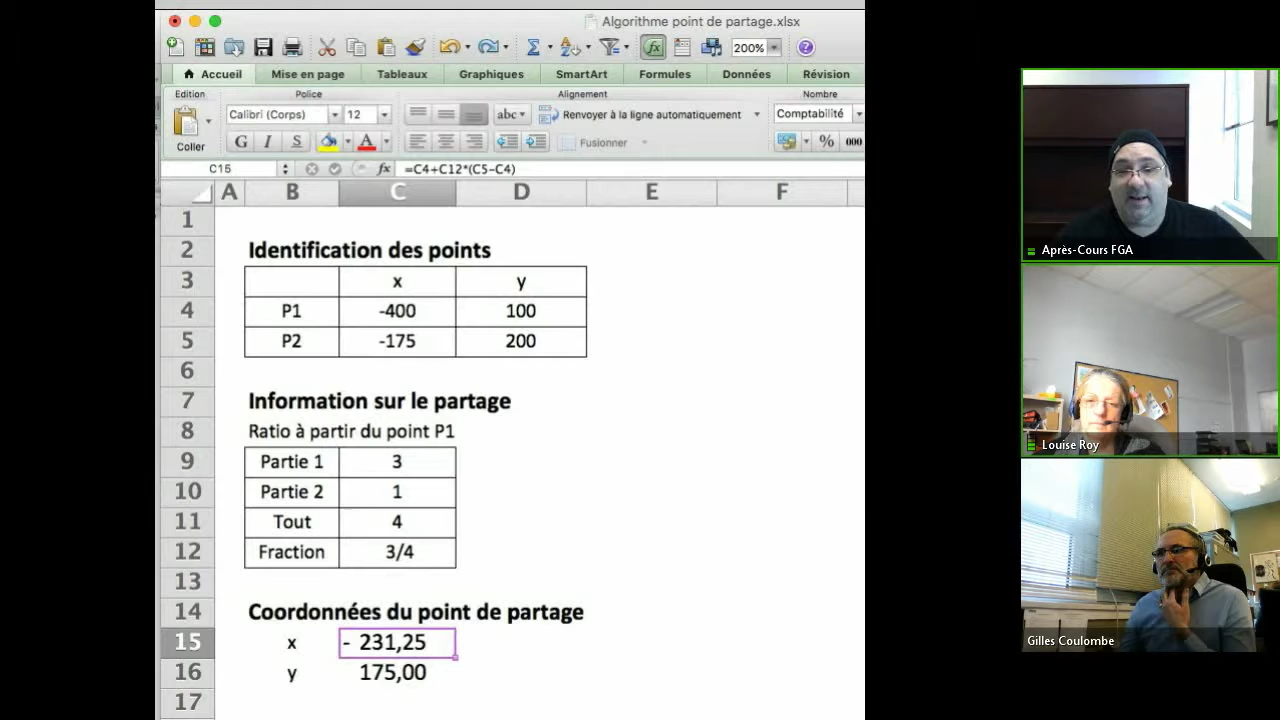 Algorithme point de partage.xlsx
200%
Accueil Mise en page Tableaux Graphiques SmartArt Formules Données Révision
Edition Police Alignement Nombre
Coller
Calibri (Corps) 12 abc Renvoyer à la ligne automatiquement Comptabilité
G I S A Fusionner % 000
C15 fx =C4+C12*(C5-C4)
A B C D E F
1
2 Identification des points
3 x y
4 P1 -400 100
5 P2 -175 200
6
7 Information sur le partage
8 Ratio à partir du point P1
9 Partie 1 3
10 Partie 2 1
11 Tout 4
12 Fraction 3/4
13
14 Coordonnées du point de partage
15 x - 231,25
16 y 175,00
17
Après-Cours FGA
Louise Roy
Gilles Coulombe